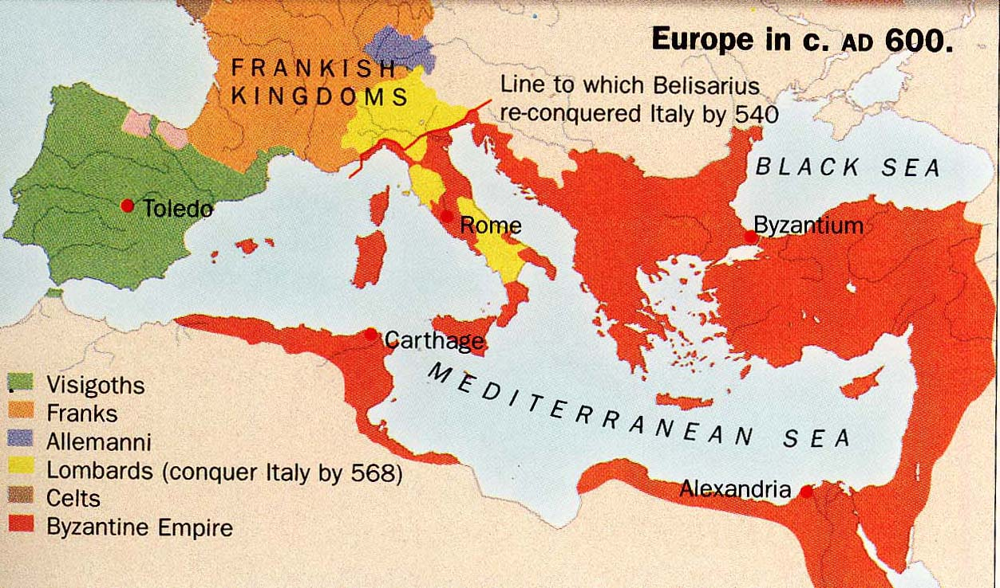 Europe in c. AD 600.
FRANKISH
KINGDOMS
Line to which Belisarius
re-conquered Italy by 540
BLACK SEA
Toledo
Rome
Byzantium
Carthage
MEDITERRANEAN SEA
Alexandria
Visigoths
Franks
Allemanni
Lombards (conquer Italy by 568)
Celts
Byzantine Empire